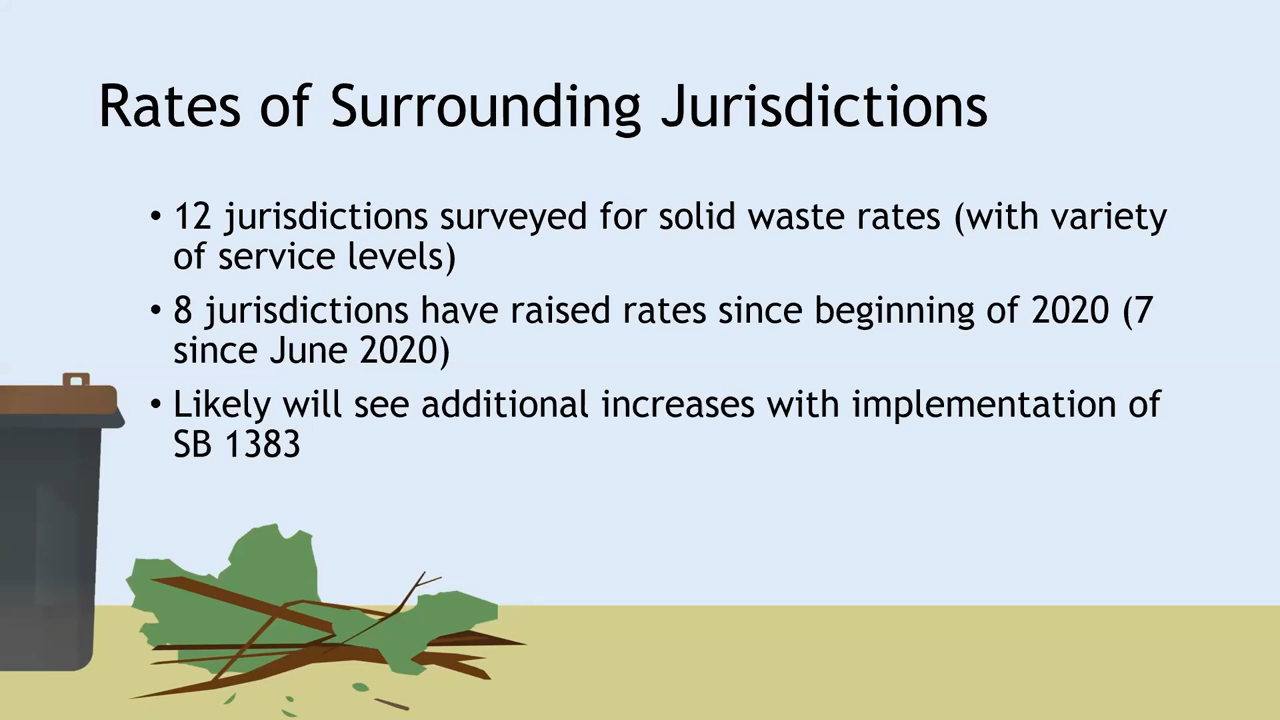 Rates of Surrounding Jurisdictions
• 12 jurisdictions surveyed for solid waste rates (with variety
of service levels)
• 8 jurisdictions have raised rates since beginning of 2020 (7
since June 2020)
• Likely will see additional increases with implementation of
SB 1383